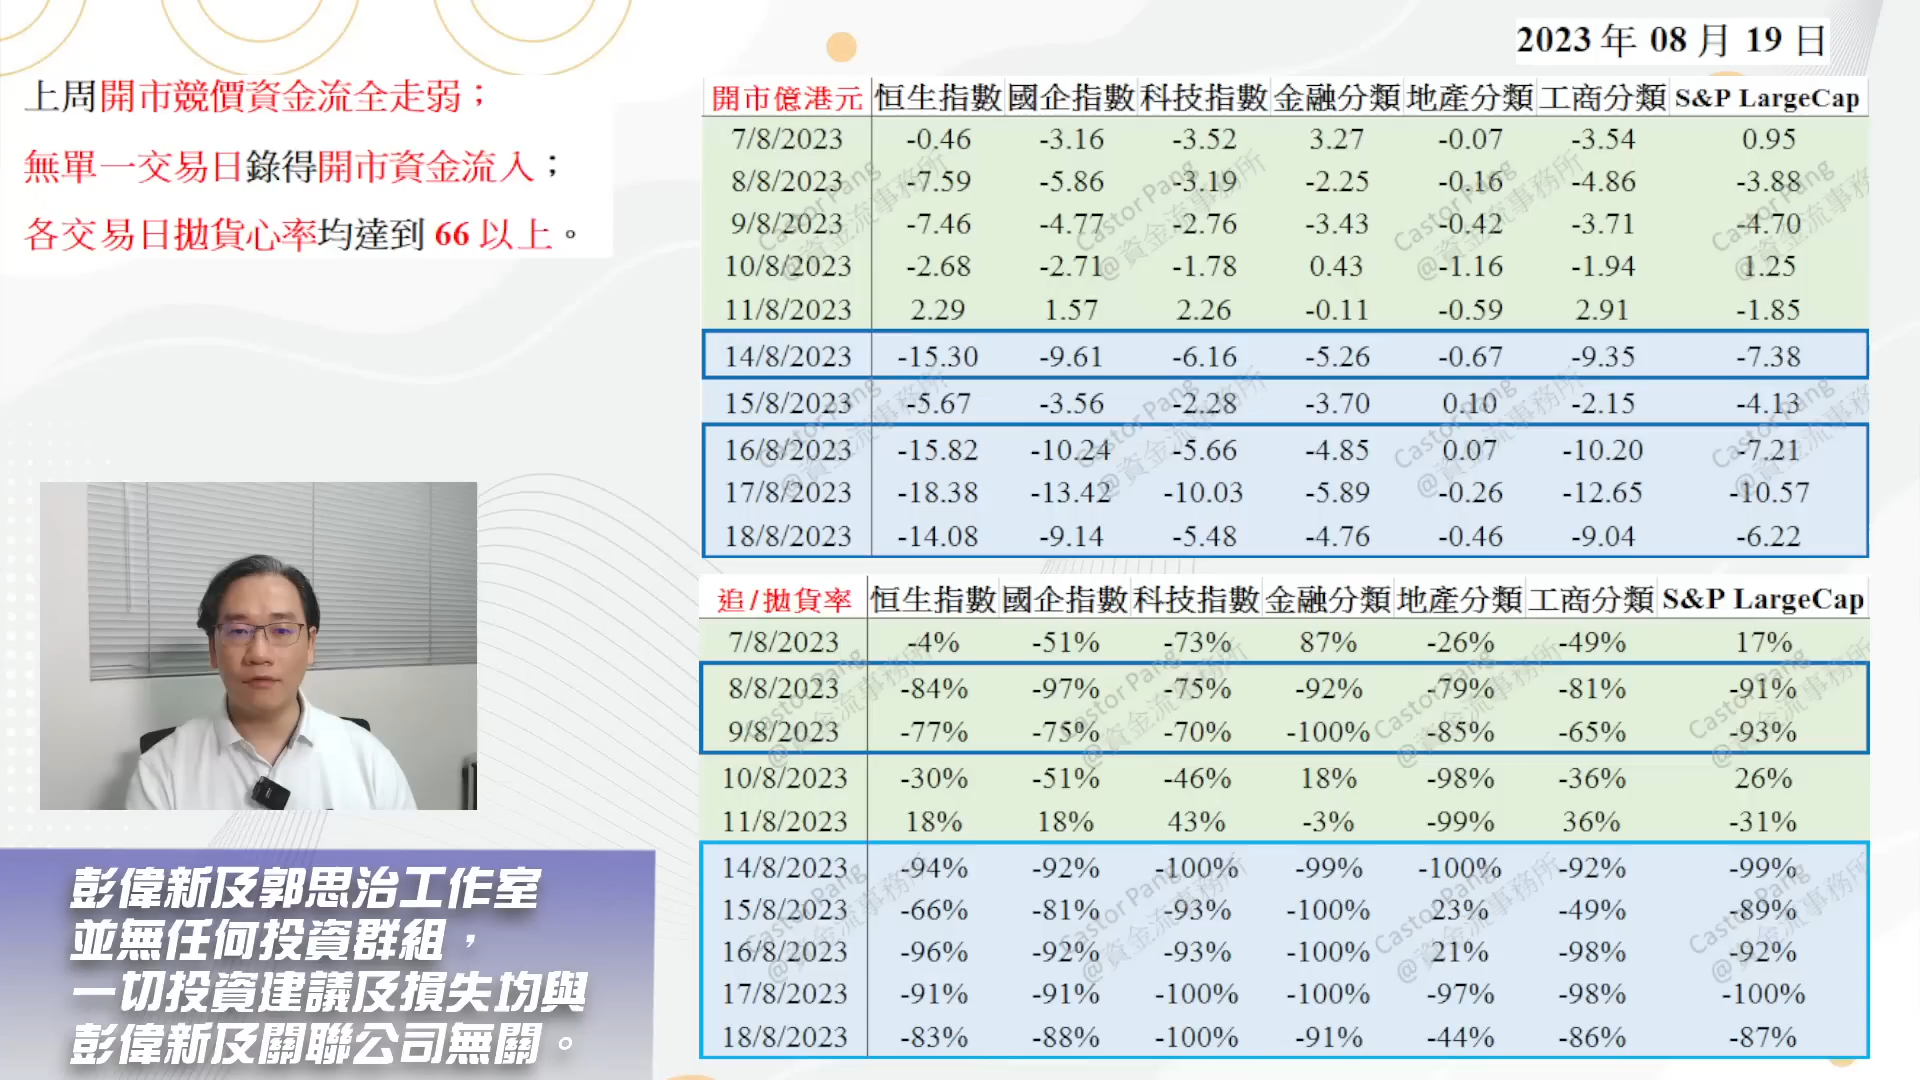 2023 年 08 月 19 日
上周開市競價資金流全走弱；
無單一交易日錄得開市資金流入；
各交易日拋貨心率均達到 66 以上。
開市億港元 恒生指數 國企指數 科技指數 金融分類 地產分類 工商分類 S&P LargeCap
7/8/2023 -0.46 -3.16 -3.52 3.27 -0.07 -3.54 0.95
8/8/2023 -7.59 -5.86 -3.19 -2.25 -0.16 -4.86 -3.88
9/8/2023 -7.46 -4.77 -2.76 -3.43 -0.42 -3.71 -4.70
10/8/2023 -2.68 -2.71 -1.78 0.43 -1.16 -1.94 1.25
11/8/2023 2.29 1.57 2.26 -0.11 -0.59 2.91 -1.85
14/8/2023 -15.30 -9.61 -6.16 -5.26 -0.67 -9.35 -7.38
15/8/2023 -5.67 -3.56 -2.28 -3.70 0.10 -2.15 -4.13
16/8/2023 -15.82 -10.24 -5.66 -4.85 0.07 -10.20 -7.21
17/8/2023 -18.38 -13.42 -10.03 -5.89 -0.26 -12.65 -10.57
18/8/2023 -14.08 -9.14 -5.48 -4.76 -0.46 -9.04 -6.22
追/拋貨率 恒生指數 國企指數 科技指數 金融分類 地產分類 工商分類 S&P LargeCap
7/8/2023 -4% -51% -73% 87% -26% -49% 17%
8/8/2023 -84% -97% -75% -92% -79% -81% -91%
9/8/2023 -77% -75% -70% -100% -85% -65% -93%
10/8/2023 -30% -51% -46% 18% -98% -36% 26%
11/8/2023 18% 18% 43% -3% -99% 36% -31%
14/8/2023 -94% -92% -100% -99% -100% -92% -99%
15/8/2023 -66% -81% -93% -100% 23% -49% -89%
16/8/2023 -96% -92% -93% -100% 21% -98% -92%
17/8/2023 -91% -91% -100% -100% -97% -98% -100%
18/8/2023 -83% -88% -100% -91% -44% -86% -87%
Castor Pang
@資金流事務所
彭偉新及郭思治工作室
並無任何投資群組，
一切投資建議及損失均與
彭偉新及關聯公司無關。